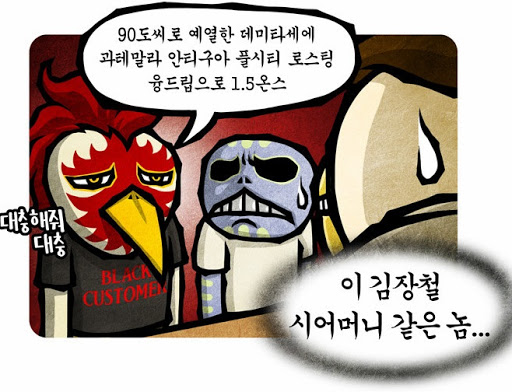 90도씨로 예열한 데미타세에
과테말라 안티구아 풀시티 로스팅
융드립으로 1.5온스
대충해줘
대충
BLACK
CUSTOMER
이 김장철
시어머니 같은 놈...